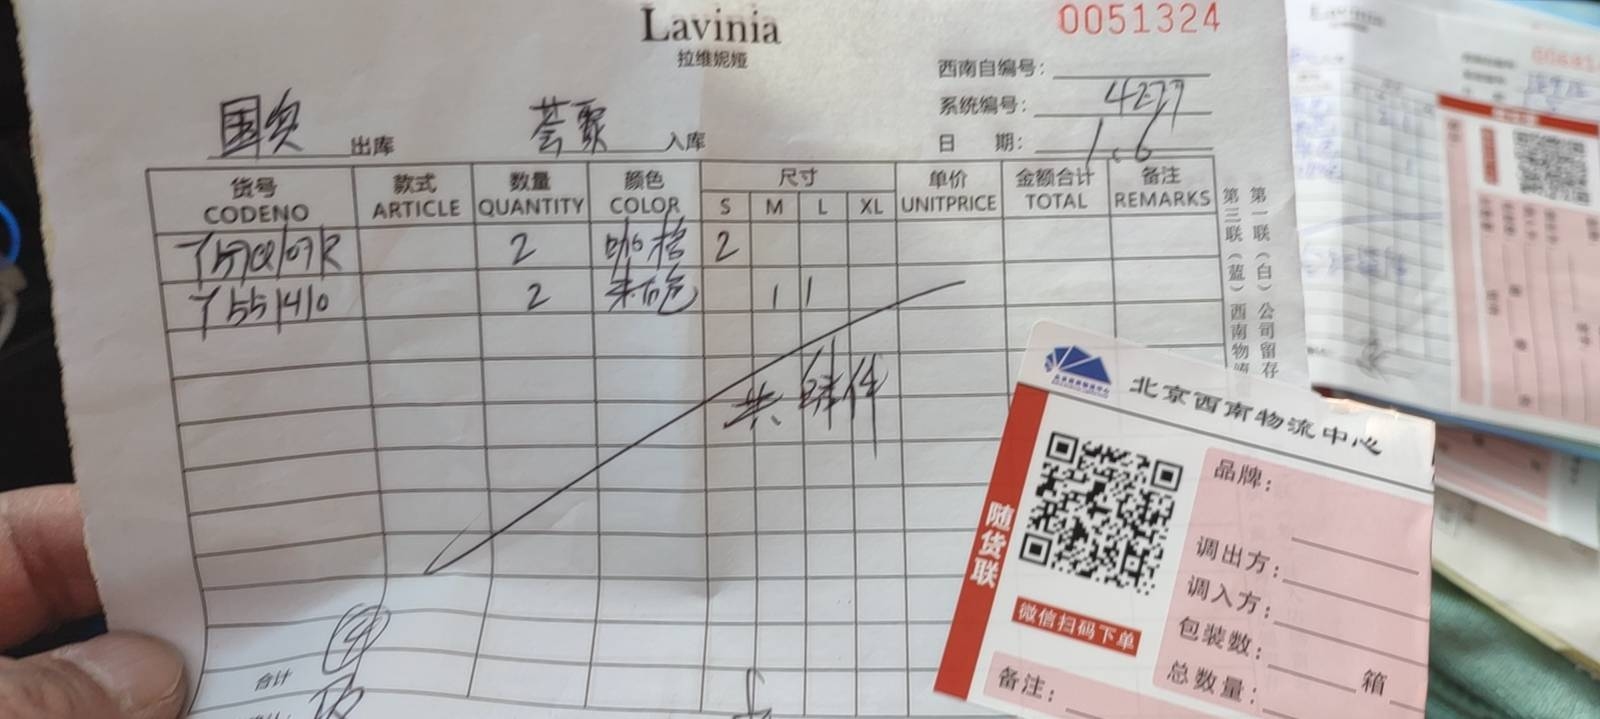 Lavinia
拉维妮娅
0051324
西南自编号：
系统编号： 4277
日 期： 1.6
国贸 出库 荟聚 入库
货号 款式 数量 颜色 尺寸 单价 金额合计 备注
CODENO ARTICLE QUANTITY COLOR S M L XL UNITPRICE TOTAL REMARKS
2 咖格 2
Y551410 2 朱砂色 1 1
共 肆件
合计 4
第一联（白）公司留存
第三联（蓝）西南物
北京西南物流中心
随货联
微信扫码下单
品牌：
调出方：
调入方：
包装数： 箱
总数量：
备注：
Lavinia